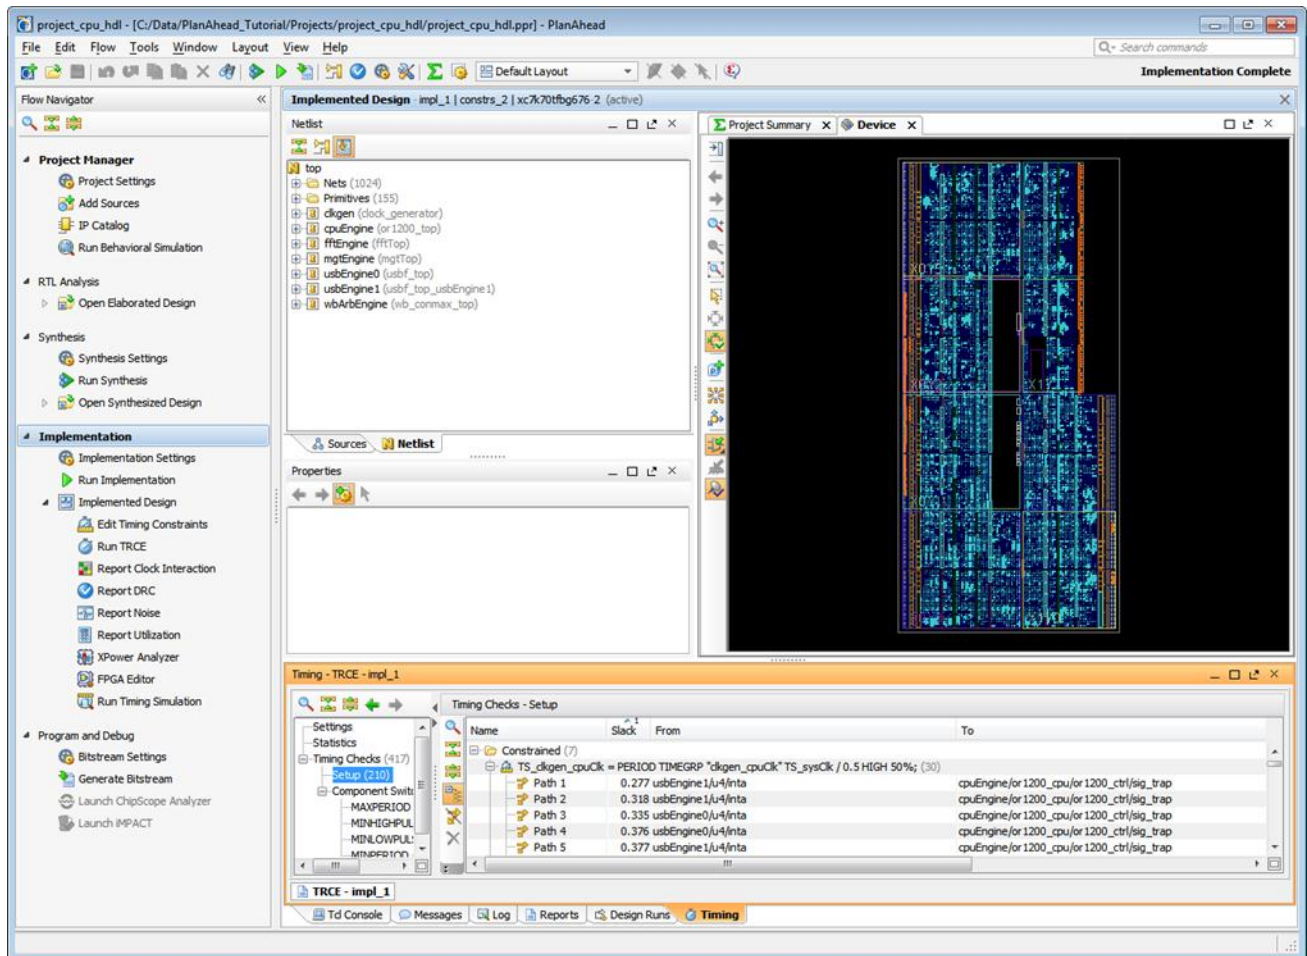 project_cpu_hdl - [C:/Data/PlanAhead_Tutorial/Projects/project_cpu_hdl/project_cpu_hdl.ppr] - PlanAhead
File Edit Flow Tools Window Layout View Help
Search commands
Default Layout
Implementation Complete
Flow Navigator
Project Manager
Project Settings
Add Sources
IP Catalog
Run Behavioral Simulation
RTL Analysis
Open Elaborated Design
Synthesis
Synthesis Settings
Run Synthesis
Open Synthesized Design
Implementation
Implementation Settings
Run Implementation
Implemented Design
Edit Timing Constraints
Run TRCE
Report Clock Interaction
Report DRC
Report Noise
Report Utilization
XPower Analyzer
FPGA Editor
Run Timing Simulation
Program and Debug
Bitstream Settings
Generate Bitstream
Launch ChipScope Analyzer
Launch iMPACT
Implemented Design - impl_1 | constrs_2 | xc7k70tfbg676-2 (active)
Netlist
top
Nets (1024)
Primitives (155)
clkgen (clock_generator)
cpuEngine (or1200_top)
fftEngine (fftTop)
mgtEngine (mgtTop)
usbEngine0 (usbf_top)
usbEngine1 (usbf_top_usbEngine1)
wbArbEngine (wb_conmax_top)
Sources Netlist
Properties
Project Summary Device
Timing - TRCE - impl_1
Settings
Statistics
Timing Checks (417)
Setup (210)
Component Switc
MAXPERIOD
MINHIGHPUL
MINLOWPUL
MINPERIOD
Timing Checks - Setup
Name Slack 1 From To
Constrained (7)
TS_clkgen_cpuClk = PERIOD TIMEGRP "clkgen_cpuClk" TS_sysClk / 0.5 HIGH 50%; (30)
Path 1 0.277 usbEngine1/u4/inta cpuEngine/or1200_cpu/or1200_ctrl/sig_trap
Path 2 0.318 usbEngine1/u4/inta cpuEngine/or1200_cpu/or1200_ctrl/sig_trap
Path 3 0.335 usbEngine0/u4/inta cpuEngine/or1200_cpu/or1200_ctrl/sig_trap
Path 4 0.376 usbEngine0/u4/inta cpuEngine/or1200_cpu/or1200_ctrl/sig_trap
Path 5 0.377 usbEngine1/u4/inta cpuEngine/or1200_cpu/or1200_ctrl/sig_trap
TRCE - impl_1
Tcl Console Messages Log Reports Design Runs Timing